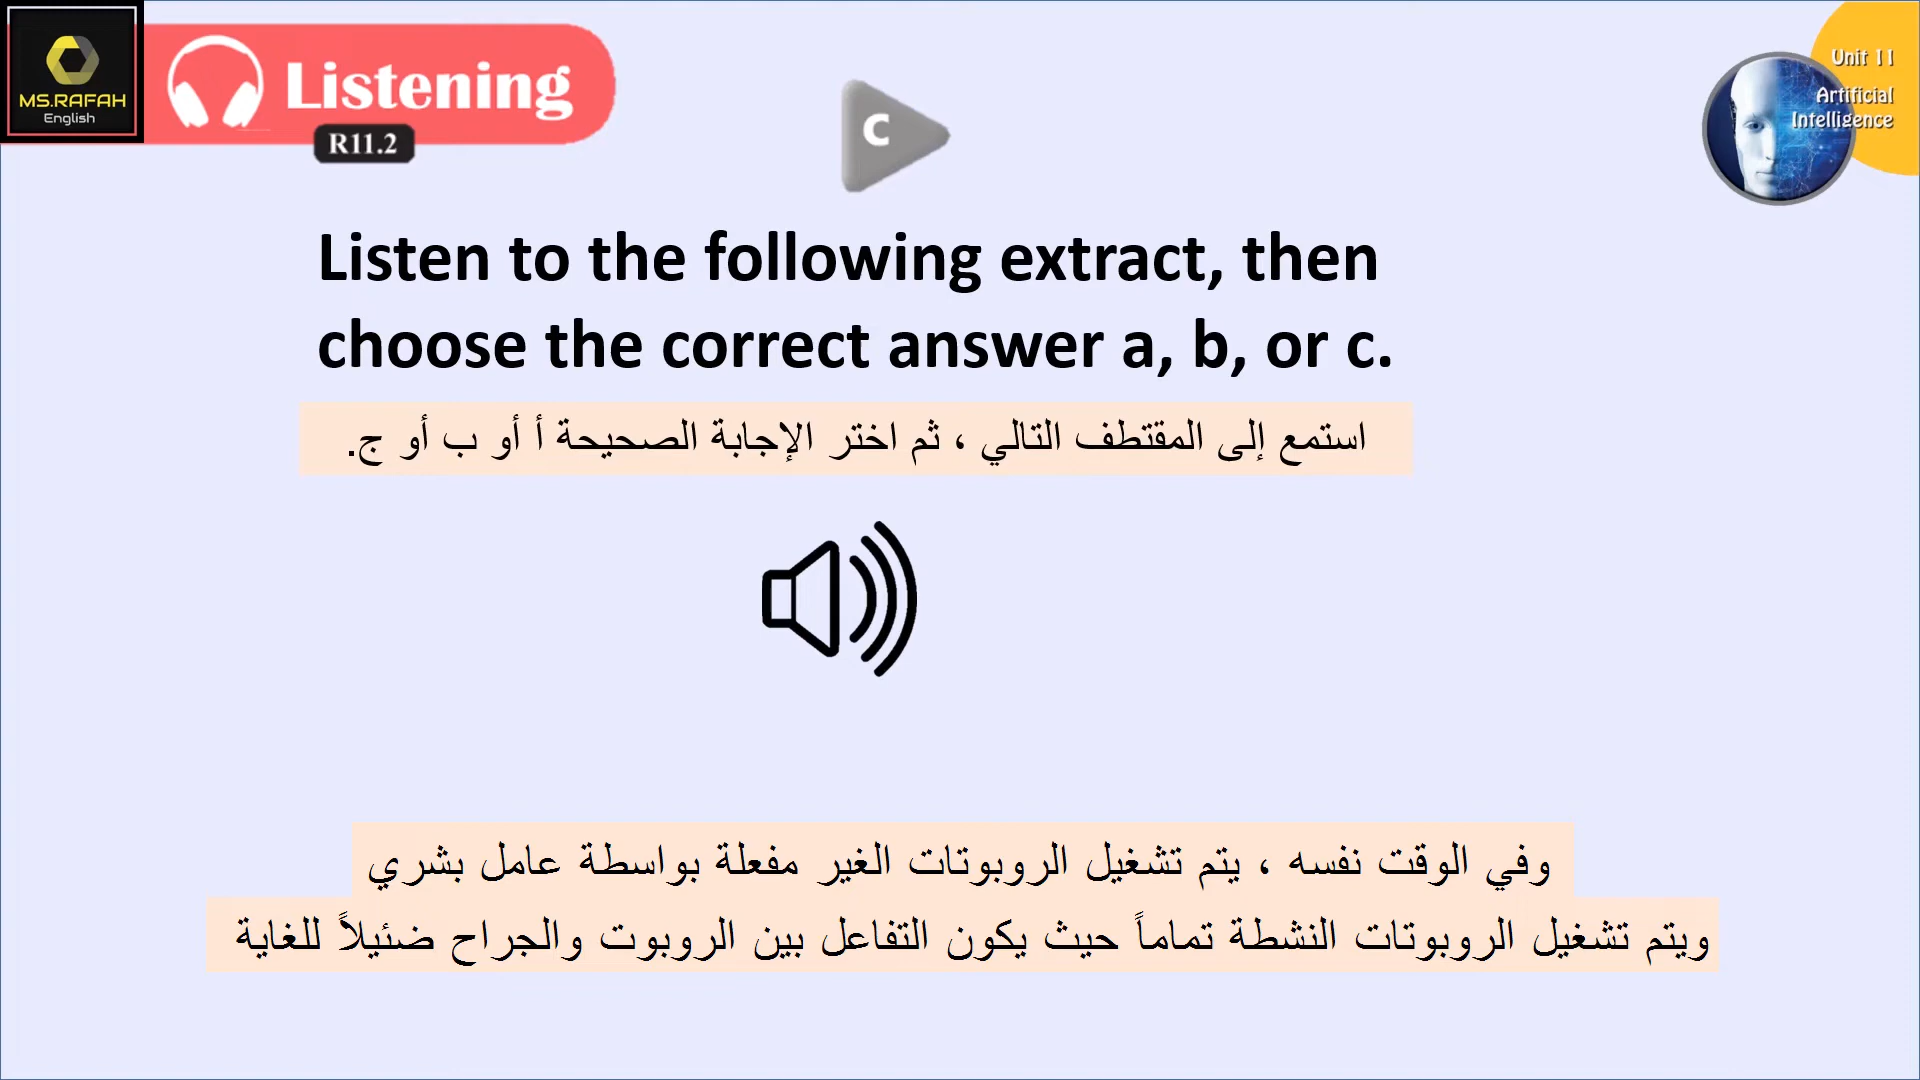 MS.RAFAH
English
Listening
R11.2
C
Unit 11
Artificial
Intelligence
Listen to the following extract, then
choose the correct answer a, b, or c.
استمع إلى المقتطف التالي ، ثم اختر الإجابة الصحيحة أ أو ب أو ج.
وفي الوقت نفسه ، يتم تشغيل الروبوتات الغير مفعلة بواسطة عامل بشري
ويتم تشغيل الروبوتات النشطة تماماً حيث يكون التفاعل بين الروبوت والجراح ضئيلاً للغاية